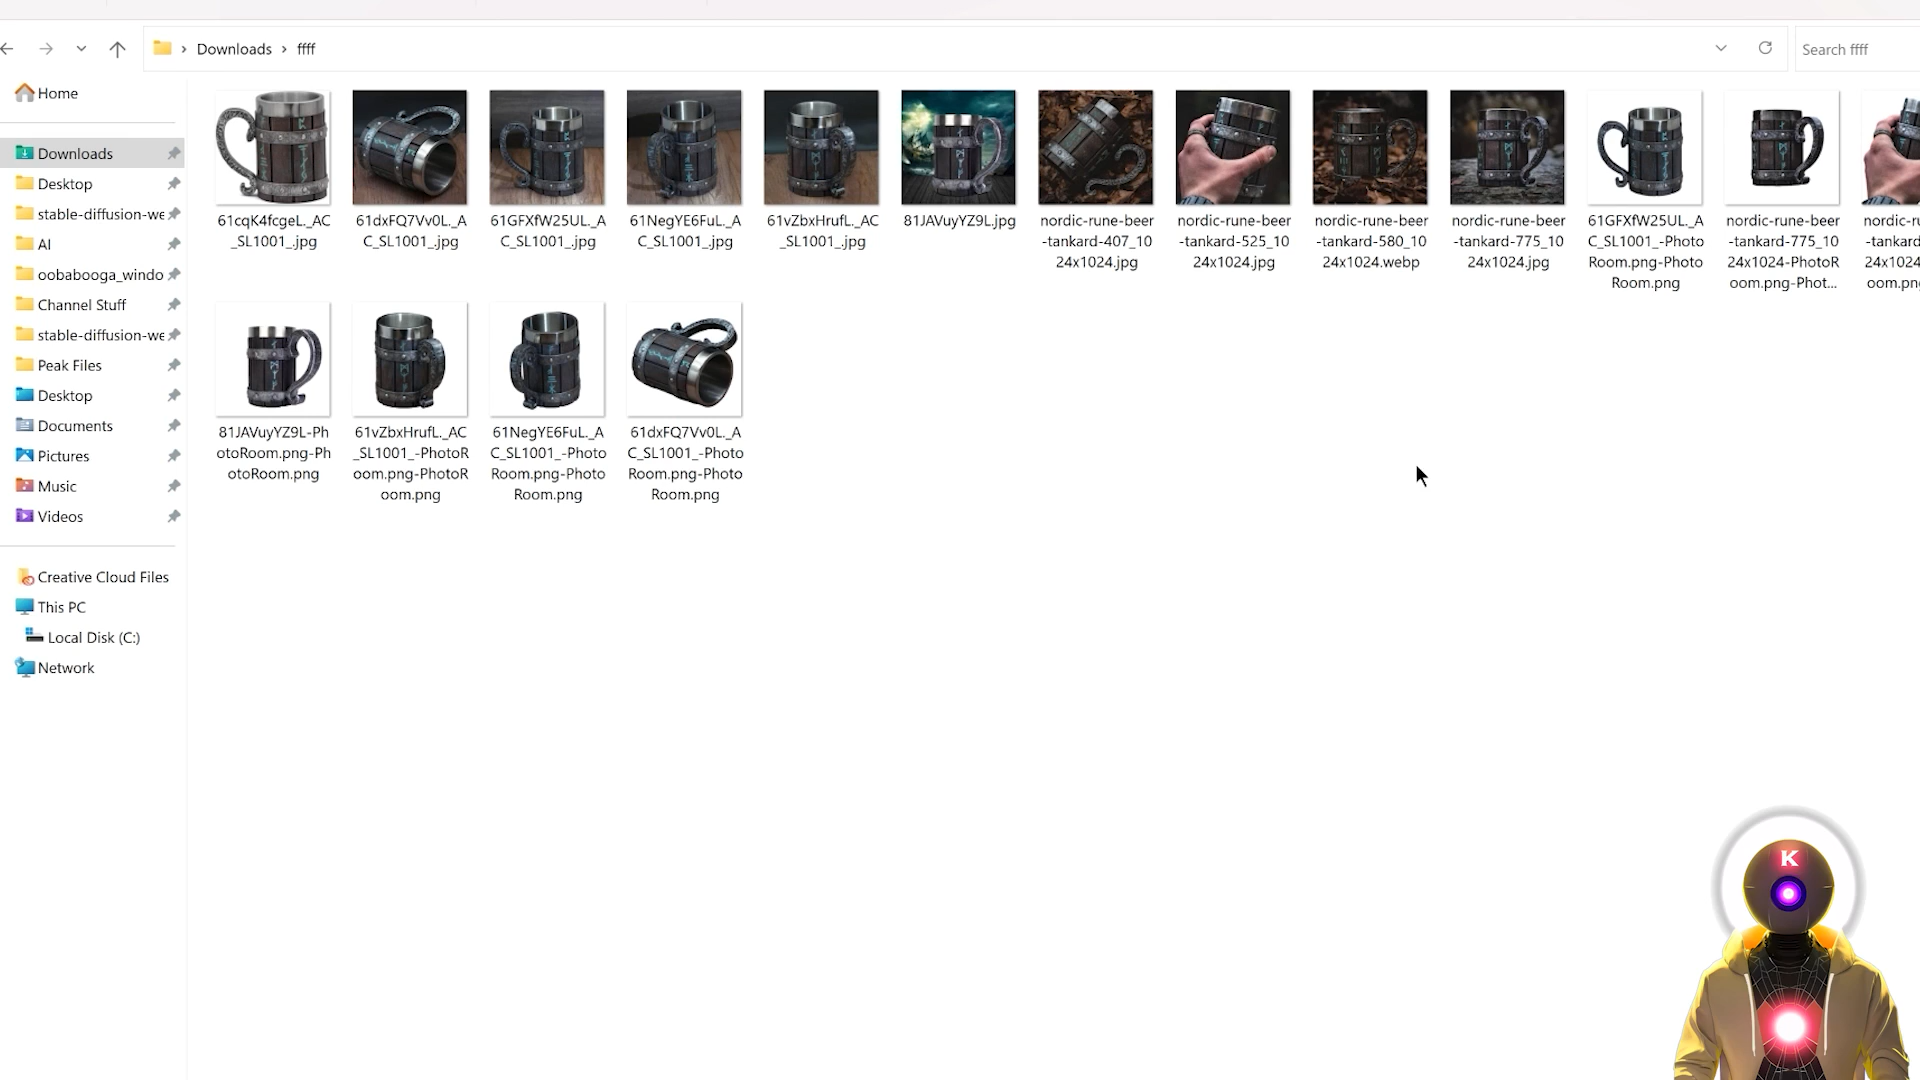 Downloads
ffff
Search ffff
Home
Downloads
Desktop
stable-diffusion-we
AI
oobabooga_windo
Channel Stuff
stable-diffusion-we
Peak Files
Desktop
Documents
Pictures
Music
Videos
Creative Cloud Files
This PC
Local Disk (C:)
Network
61cqK4fcgeL._AC
_SL1001_.jpg
61dxFQ7Vv0L._A
C_SL1001_.jpg
61GFXfW25UL._A
C_SL1001_.jpg
61NegYE6FuL._A
C_SL1001_.jpg
61vZbxHrufL._AC
_SL1001_.jpg
81JAVuyYZ9L.jpg
nordic-rune-beer
-tankard-407_10
24x1024.jpg
nordic-rune-beer
-tankard-525_10
24x1024.jpg
nordic-rune-beer
-tankard-580_10
24x1024.webp
nordic-rune-beer
-tankard-775_10
24x1024.jpg
61GFXfW25UL._A
C_SL1001_-Photo
Room.png-Photo
Room.png
nordic-rune-beer
-tankard-775_10
24x1024-PhotoR
oom.png-Phot...
nordic-ru
-tankard
24x1024
oom.pn
81JAVuyYZ9L-Ph
otoRoom.png-Ph
otoRoom.png
61vZbxHrufL._AC
_SL1001_-PhotoR
oom.png-PhotoR
oom.png
61NegYE6FuL._A
C_SL1001_-Photo
Room.png-Photo
Room.png
61dxFQ7Vv0L._A
C_SL1001_-Photo
Room.png-Photo
Room.png
K